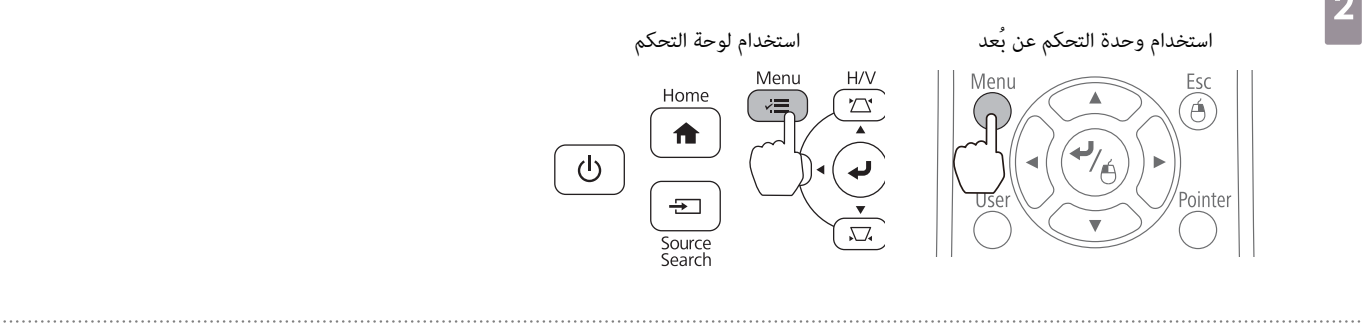 2
استخدام وحدة التحكم عن بُعد
استخدام لوحة التحكم
Menu
Esc
User
Pointer
Menu
H/V
Home
Source
Search